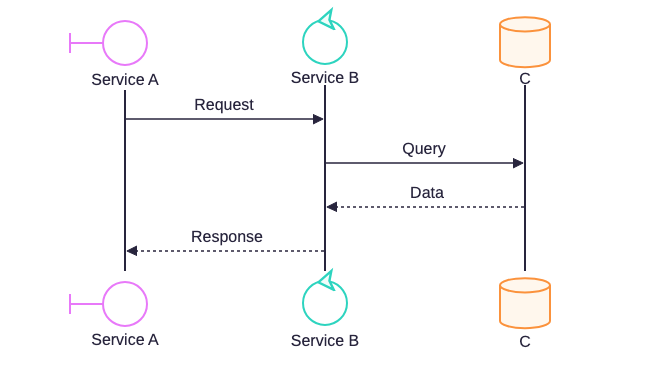 Service A
Service B
C
Request
Query
Data
Response
Service A
Service B
C